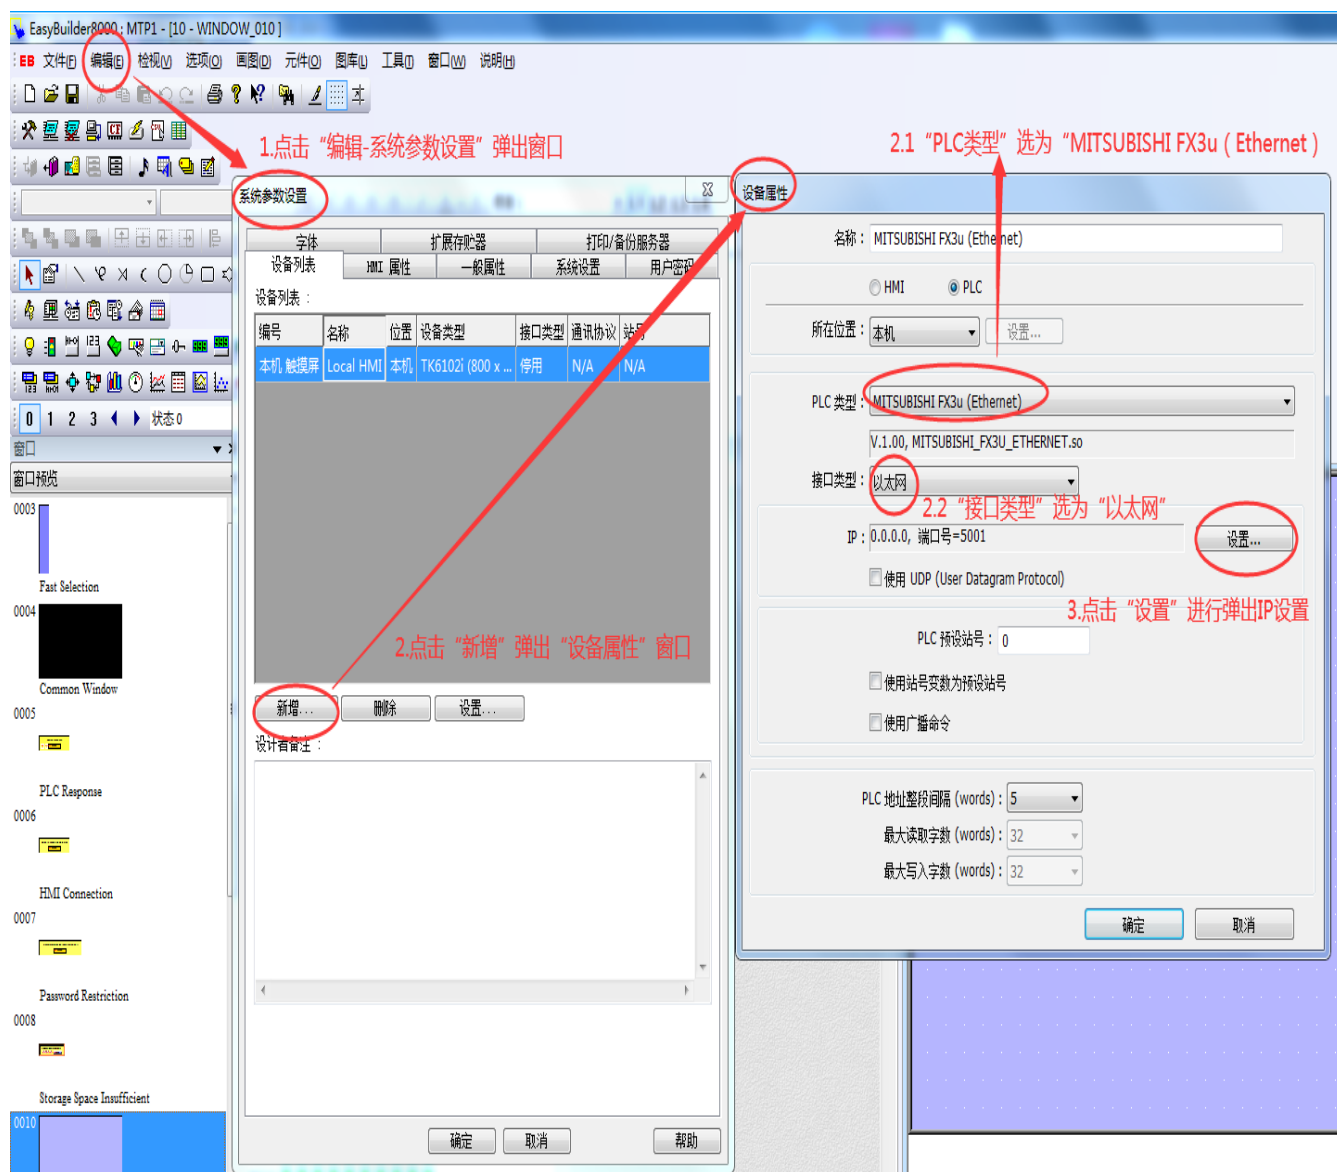 EasyBuilder8000 : MTP1 - [10 - WINDOW_010 ]
EB 文件(F) 编辑(E) 检视(V) 选项(O) 画图(D) 元件(O) 图库(L) 工具(T) 窗口(W) 说明(H)
1.点击“编辑-系统参数设置”弹出窗口
2.1“PLC类型”选为“MITSUBISHI FX3u ( Ethernet )
0 1 2 3 状态 0
窗口
窗口预览
0003
Fast Selection
0004
Common Window
0005
PLC Response
0006
HMI Connection
0007
Password Restriction
0008
Storage Space Insufficient
0010
系统参数设置
字体 扩展存贮器 打印/备份服务器
设备列表 HMI 属性 一般属性 系统设置 用户密码
设备列表 :
编号 名称 位置 设备类型 接口类型 通讯协议 站号
本机 触摸屏 Local HMI 本机 TK6102i (800 x ... 停用 N/A N/A
2.点击“新增”弹出“设备属性”窗口
新增... 删除 设置...
设计者备注 :
确定 取消 帮助
设备属性
名称 : MITSUBISHI FX3u (Ethernet)
HMI PLC
所在位置 : 本机 设置...
PLC 类型 : MITSUBISHI FX3u (Ethernet)
V.1.00, MITSUBISHI_FX3U_ETHERNET.so
接口类型 : 以太网
2.2“接口类型”选为“以太网”
IP : 0.0.0.0, 端口号=5001 设置...
使用 UDP (User Datagram Protocol)
3.点击“设置”进行弹出IP设置
PLC 预设站号 : 0
使用站号变数为预设站号
使用广播命令
PLC 地址整段间隔 (words) : 5
最大读取字数 (words) : 32
最大写入字数 (words) : 32
确定 取消